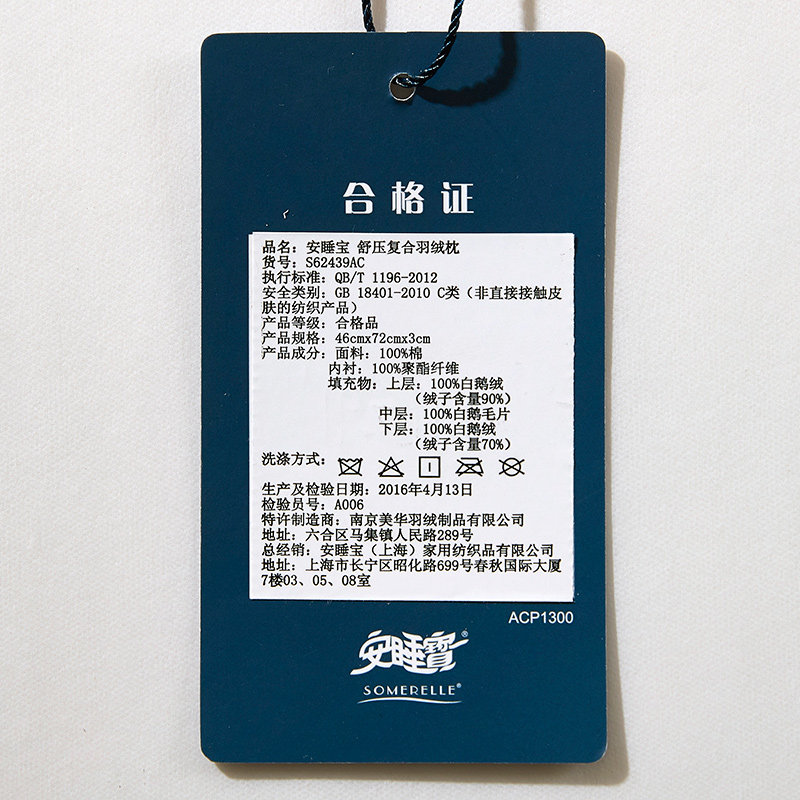 合格证
品名：安睡宝 舒压复合羽绒枕
货号：S62439AC
执行标准：QB/T 1196-2012
安全类别：GB 18401-2010 C类（非直接接触皮
肤的纺织产品）
产品等级：合格品
产品规格：46cmx72cmx3cm
产品成分：面料：100%棉
内衬：100%聚酯纤维
填充物：上层：100%白鹅绒
（绒子含量90%）
中层：100%白鹅毛片
下层：100%白鹅绒
（绒子含量70%）
洗涤方式：
生产及检验日期：2016年4月13日
检验员号：A006
特许制造商：南京美华羽绒制品有限公司
地址：六合区马集镇人民路289号
总经销：安睡宝（上海）家用纺织品有限公司
地址：上海市长宁区昭化路699号春秋国际大厦
7楼03、05、08室
ACP1300
安睡寶®
SOMERELLE®